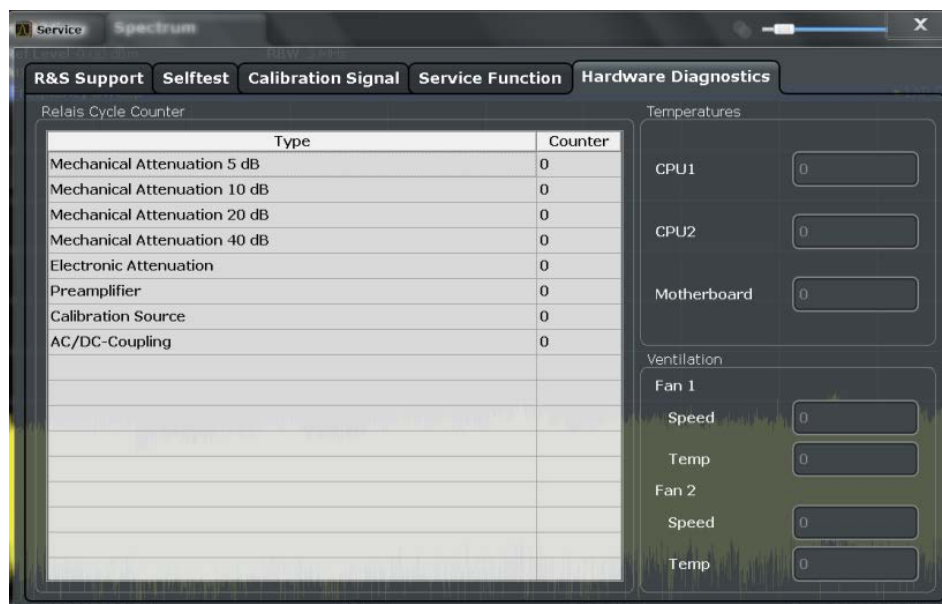 Service
Spectrum
X
R&S Support Selftest Calibration Signal Service Function Hardware Diagnostics
Relais Cycle Counter
Type Counter
Mechanical Attenuation 5 dB 0
Mechanical Attenuation 10 dB 0
Mechanical Attenuation 20 dB 0
Mechanical Attenuation 40 dB 0
Electronic Attenuation 0
Preamplifier 0
Calibration Source 0
AC/DC-Coupling 0
Temperatures
CPU1 0
CPU2 0
Motherboard 0
Ventilation
Fan 1
Speed 0
Temp 0
Fan 2
Speed 0
Temp 0